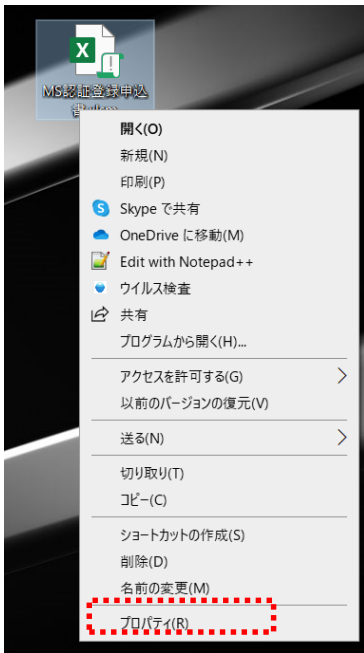 MS認証登録申込
書.xlsm
開く(O)
新規(N)
印刷(P)
Skype で共有
OneDrive に移動(M)
Edit with Notepad++
ウイルス検査
共有
プログラムから開く(H)...
アクセスを許可する(G)
以前のバージョンの復元(V)
送る(N)
切り取り(T)
コピー(C)
ショートカットの作成(S)
削除(D)
名前の変更(M)
プロパティ(R)